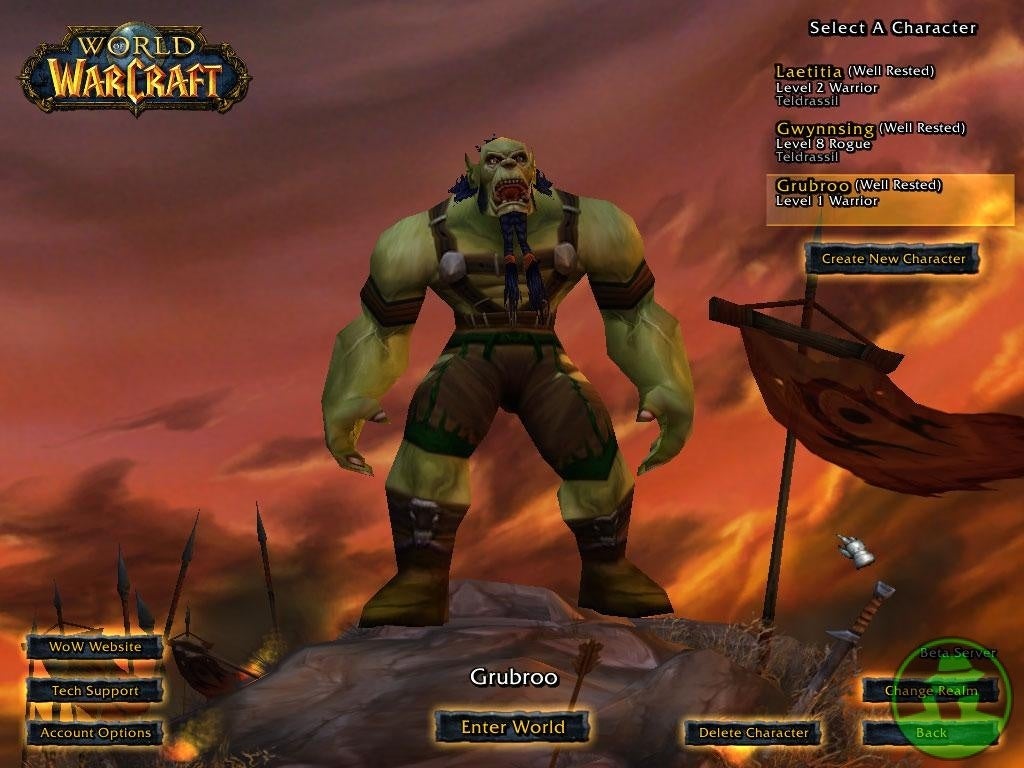 WORLD OF WARCRAFT
Select A Character
Laetitia (Well Rested)
Level 2 Warrior
Teldrassil
Gwynnsing (Well Rested)
Level 8 Rogue
Teldrassil
Grubroo (Well Rested)
Level 1 Warrior
Create New Character
WoW Website
Tech Support
Account Options
Grubroo
Enter World
Delete Character
Beta Server
Change Realm
Back